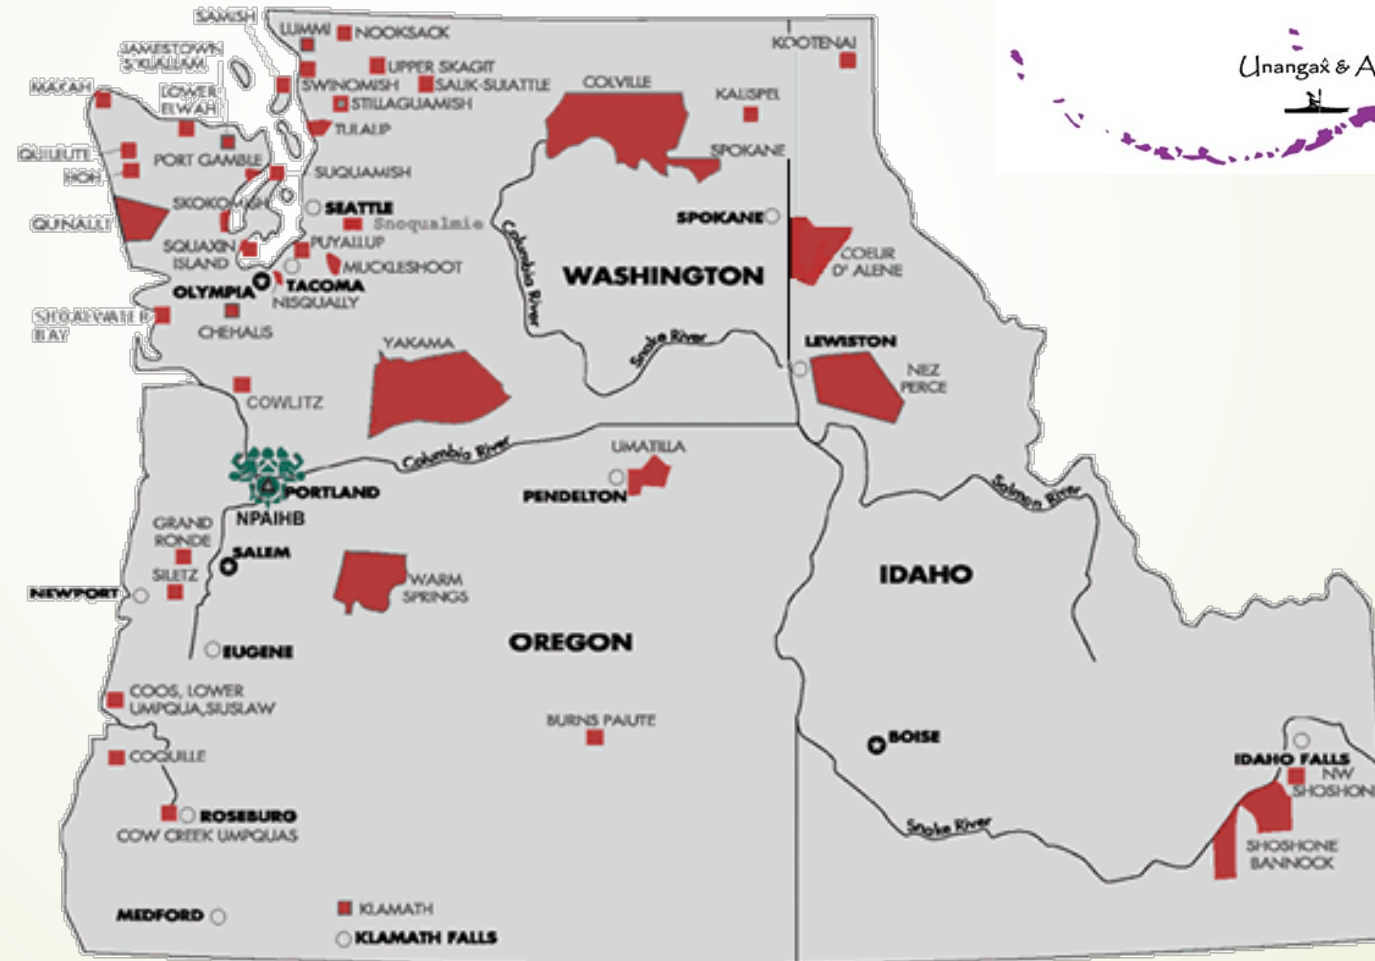 SAMISH
LUMMI
NOOKSACK
JAMESTOWN
S'KLALLAM
KOOTENAI
Unangax̂ & A
UPPER SKAGIT
MAKAH
LOWER
ELWAH
SWINOMISH
SAUK-SUIATTLE
COLVILLE
KALISPEL
STILLAGUAMISH
TULALIP
QUILEUTE
PORT GAMBLE
SPOKANE
HOH
SUQUAMISH
SKOKOMISH
SEATTLE
SPOKANE
QUINAULT
Snoqualmie
SQUAXIN
ISLAND
PUYALLUP
COEUR
D' ALENE
MUCKLESHOOT
WASHINGTON
Columbia River
OLYMPIA
TACOMA
NISQUALLY
SHOALWATER
BAY
CHEHALIS
YAKAMA
Snake River
LEWISTON
NEZ
PERCE
COWLITZ
Columbia River
UMATILLA
PORTLAND
PENDELTON
Salmon River
NPAIHB
GRAND
RONDE
SALEM
SILETZ
WARM
SPRINGS
IDAHO
NEWPORT
OREGON
EUGENE
COOS, LOWER
UMPQUA,SIUSLAW
BURNS PAIUTE
BOISE
COQUILLE
IDAHO FALLS
NW
SHOSHON
ROSEBURG
COW CREEK UMPQUAS
Snake River
SHOSHONE
BANNOCK
KLAMATH
MEDFORD
KLAMATH FALLS